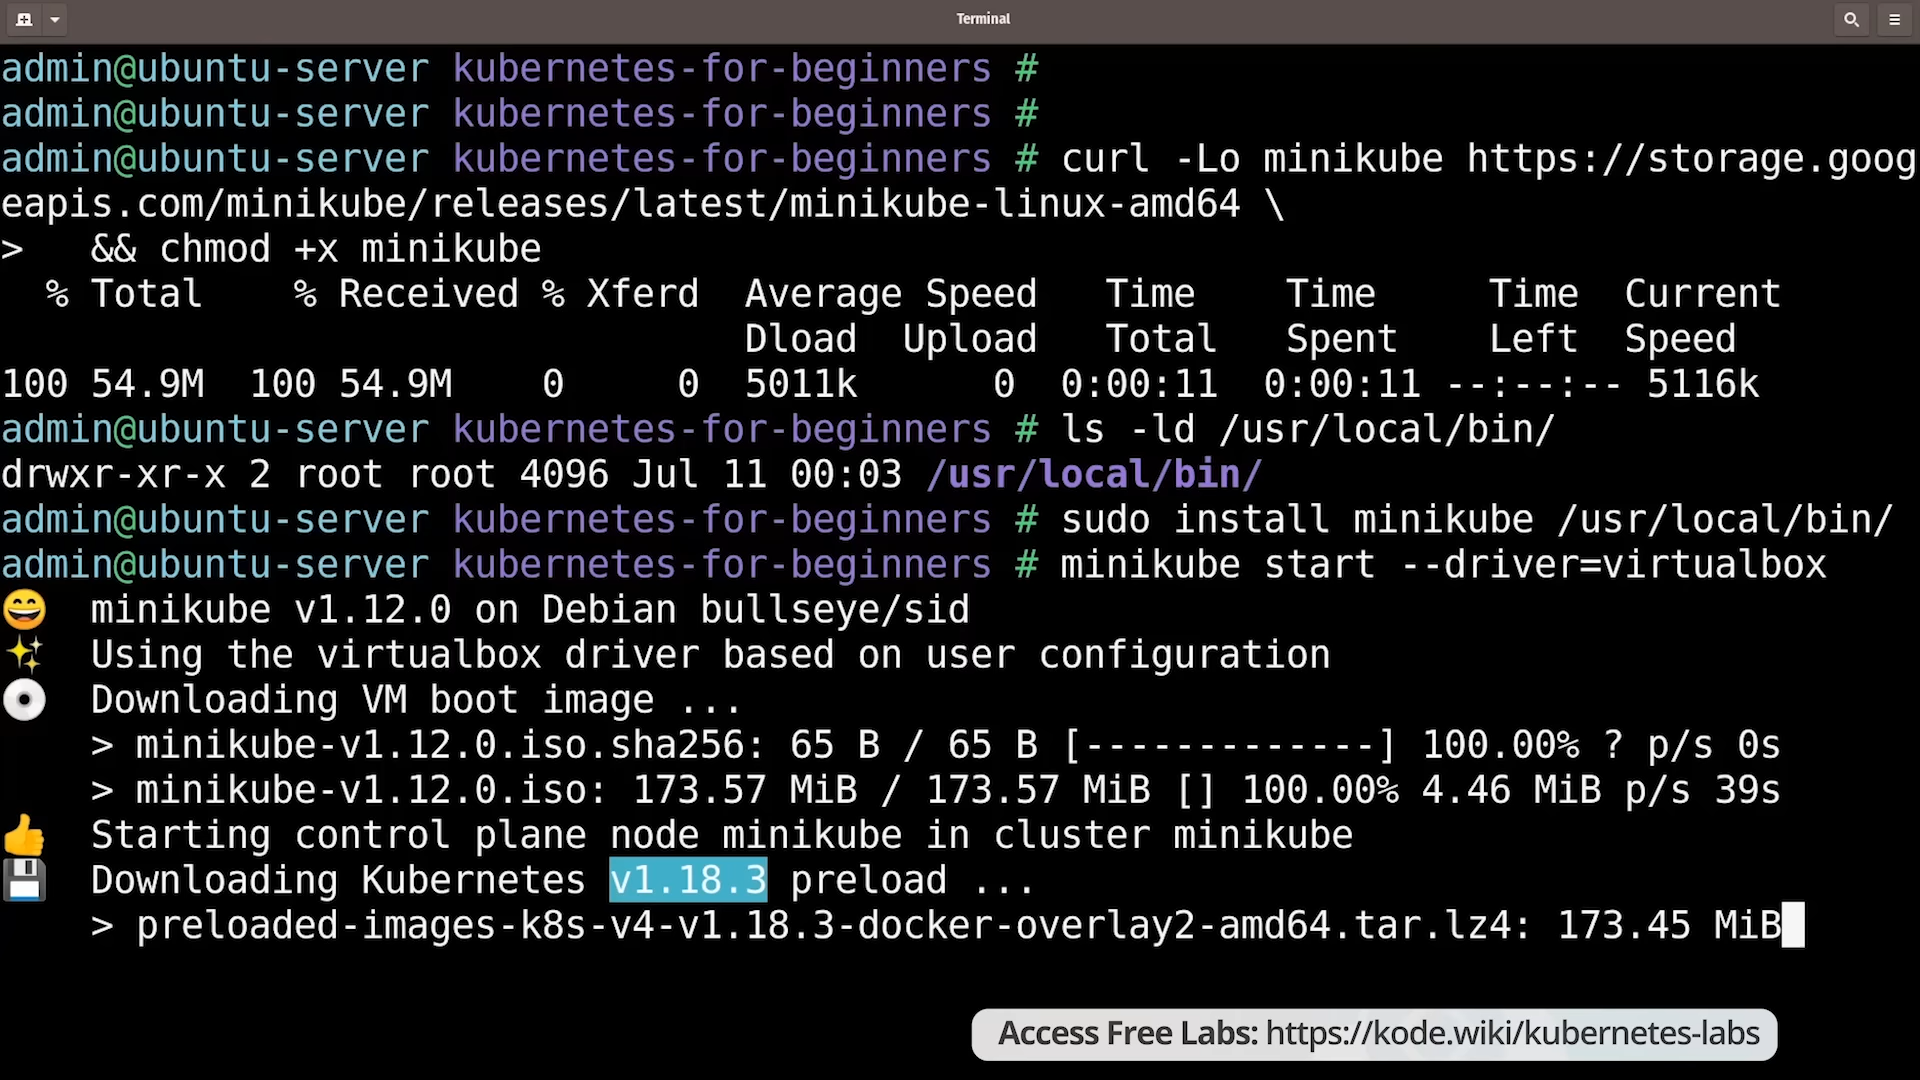 Terminal
admin@ubuntu-server kubernetes-for-beginners #
admin@ubuntu-server kubernetes-for-beginners #
admin@ubuntu-server kubernetes-for-beginners # curl -Lo minikube https://storage.goog
eapis.com/minikube/releases/latest/minikube-linux-amd64 \
>   && chmod +x minikube
  % Total    % Received % Xferd  Average Speed   Time    Time     Time  Current
                                 Dload  Upload   Total   Spent    Left  Speed
100 54.9M  100 54.9M    0     0  5011k      0  0:00:11  0:00:11 --:--:-- 5116k
admin@ubuntu-server kubernetes-for-beginners # ls -ld /usr/local/bin/
drwxr-xr-x 2 root root 4096 Jul 11 00:03 /usr/local/bin/
admin@ubuntu-server kubernetes-for-beginners # sudo install minikube /usr/local/bin/
admin@ubuntu-server kubernetes-for-beginners # minikube start --driver=virtualbox
😄  minikube v1.12.0 on Debian bullseye/sid
✨  Using the virtualbox driver based on user configuration
💿  Downloading VM boot image ...
    > minikube-v1.12.0.iso.sha256: 65 B / 65 B [-------------] 100.00% ? p/s 0s
    > minikube-v1.12.0.iso: 173.57 MiB / 173.57 MiB [] 100.00% 4.46 MiB p/s 39s
👍  Starting control plane node minikube in cluster minikube
💾  Downloading Kubernetes v1.18.3 preload ...
    > preloaded-images-k8s-v4-v1.18.3-docker-overlay2-amd64.tar.lz4: 173.45 MiB
Access Free Labs: https://kode.wiki/kubernetes-labs